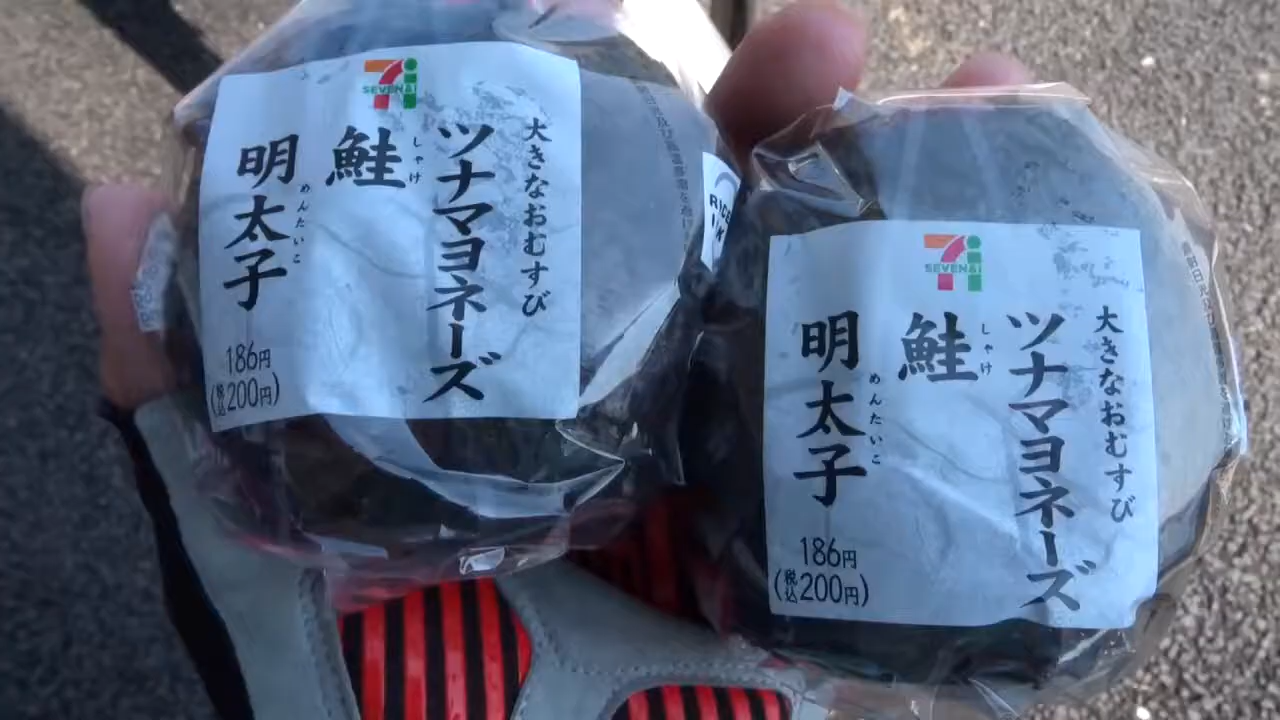 SEVEN&i
大きなおむすび
ツナマヨネーズ
鮭
しゃけ
明太子
めんたいこ
186円
(税込200円)
RICE
INK
SEVEN&i
大きなおむすび
ツナマヨネーズ
鮭
しゃけ
明太子
めんたいこ
186円
(税込200円)